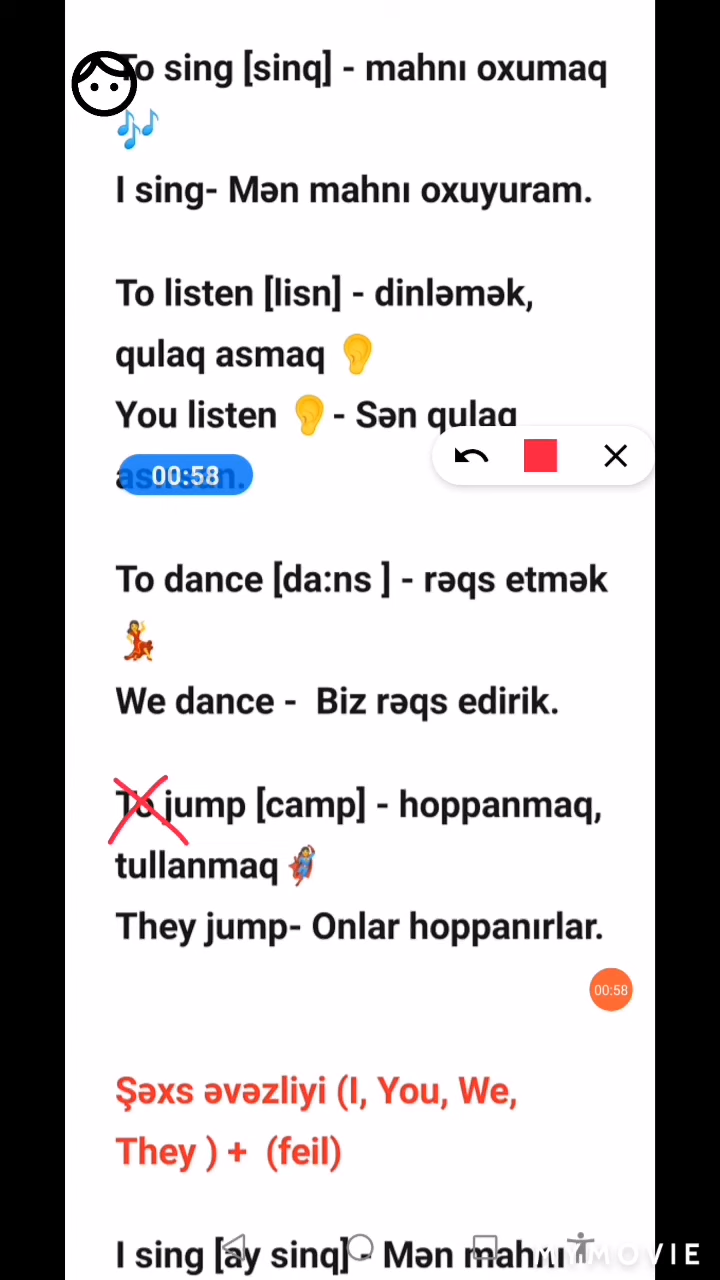 To sing [sinq] - mahnı oxumaq
🎶
I sing- Mən mahnı oxuyuram.
To listen [lisn] - dinləmək,
qulaq asmaq 👂
You listen 👂- Sən qulaq
00:58
To dance [da:ns ] - rəqs etmək
💃
We dance - Biz rəqs edirik.
To jump [camp] - hoppanmaq,
tullanmaq
They jump- Onlar hoppanırlar.
00:58
Şəxs əvəzliyi (I, You, We,
They ) + (feil)
I sing [ay sinq] - Mən mahnı
MYMOVIE